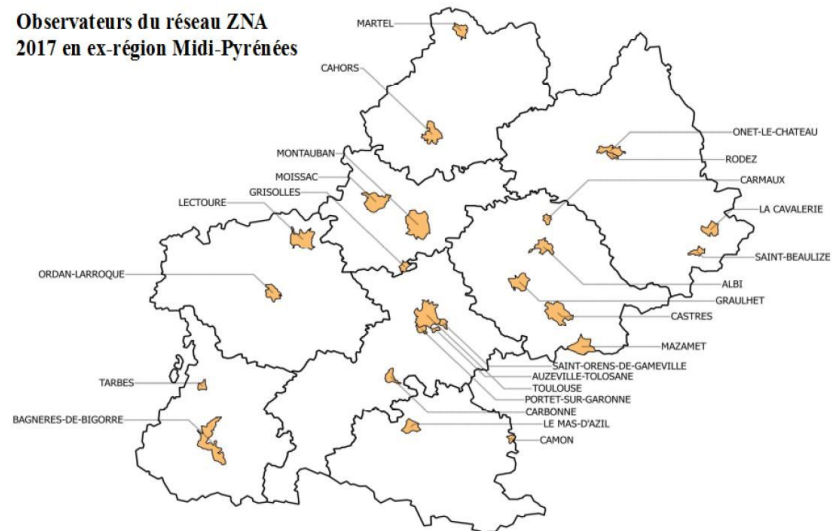 Observateurs du réseau ZNA
2017 en ex-région Midi-Pyrénées
MARTEL
CAHORS
MONTAUBAN
MOISSAC
GRISOLLES
LECTOURE
ORDAN-LARROQUE
TARBES
BAGNERES-DE-BIGORRE
ONET-LE-CHATEAU
RODEZ
CARMAUX
LA CAVALERIE
SAINT-BEAULIZE
ALBI
GRAULHET
CASTRES
MAZAMET
SAINT-ORENS-DE-GAMEVILLE
AUZEVILLE-TOLOSANE
TOULOUSE
PORTET-SUR-GARONNE
CARBONNE
LE MAS-D'AZIL
CAMON